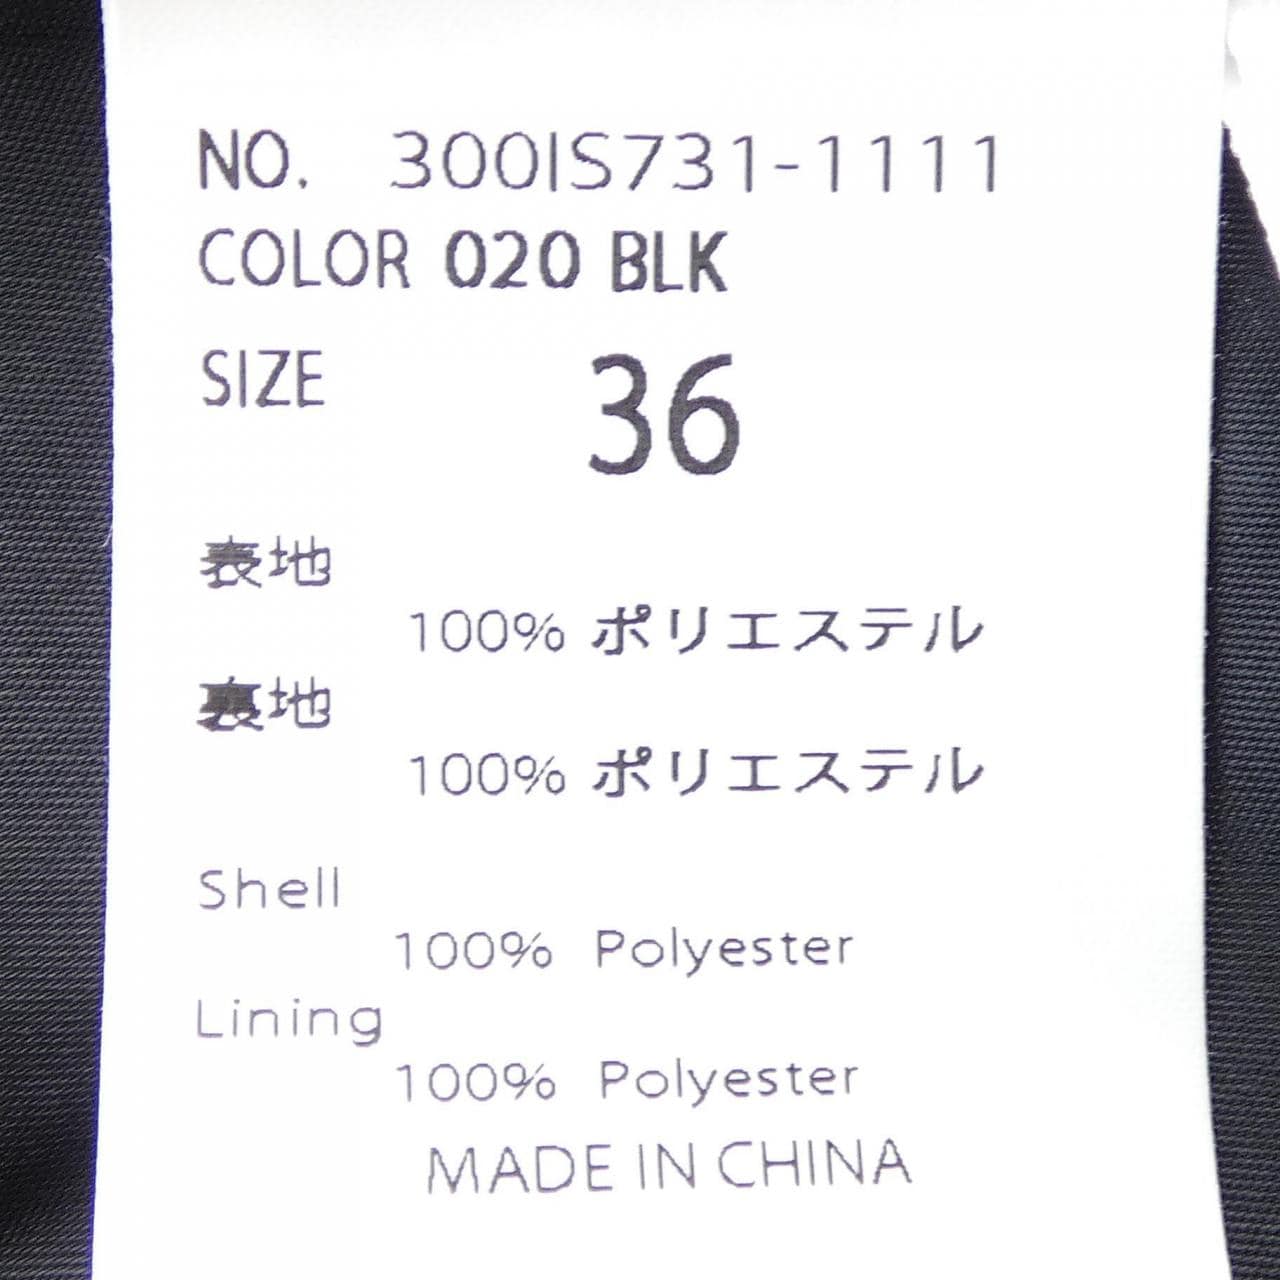 NO. 300IS731-1111
COLOR 020 BLK
SIZE 36
表地
100% ポリエステル
裏地
100% ポリエステル
Shell
100% Polyester
Lining
100% Polyester
MADE IN CHINA